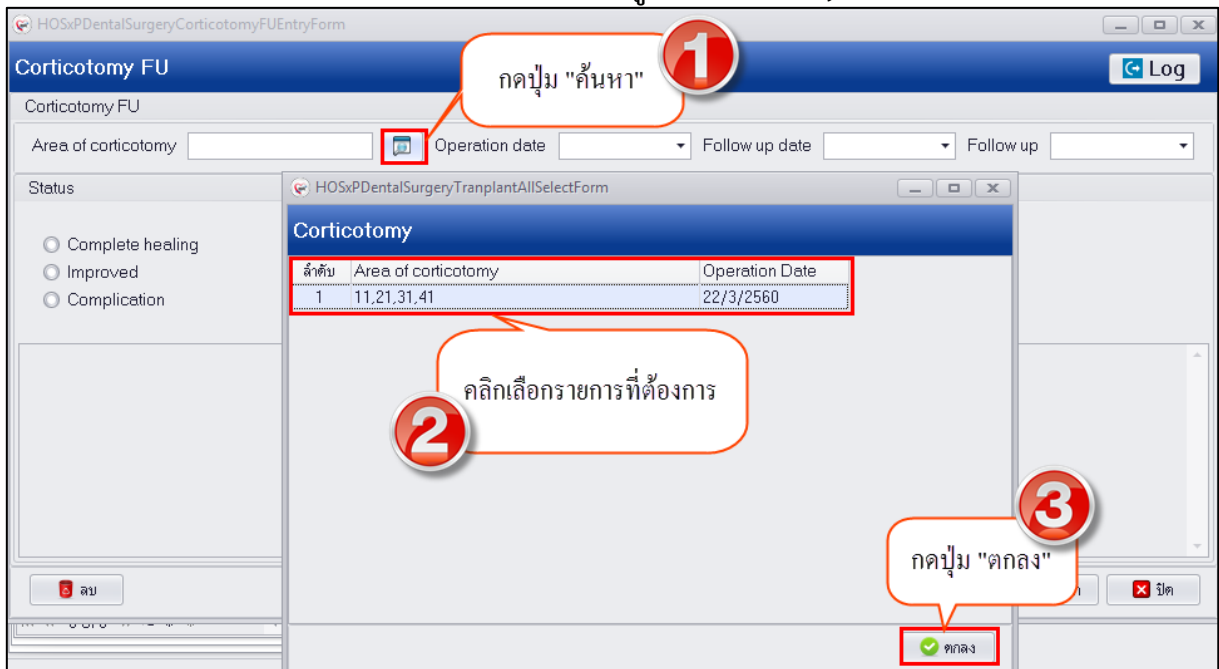 HOSxPDentalSurgeryCorticotomyFUEntryForm
Corticotomy FU
Log
1
กดปุ่ม "ค้นหา"
Corticotomy FU
Area of corticotomy
Operation date
Follow up date
Follow up
Status
Complete healing
Improved
Complication
HOSxPDentalSurgeryTranplantAllSelectForm
Corticotomy
ลำดับ Area of corticotomy Operation Date
1 11,21,31,41 22/3/2560
2
คลิกเลือกรายการที่ต้องการ
3
กดปุ่ม "ตกลง"
ลบ
ปิด
ตกลง